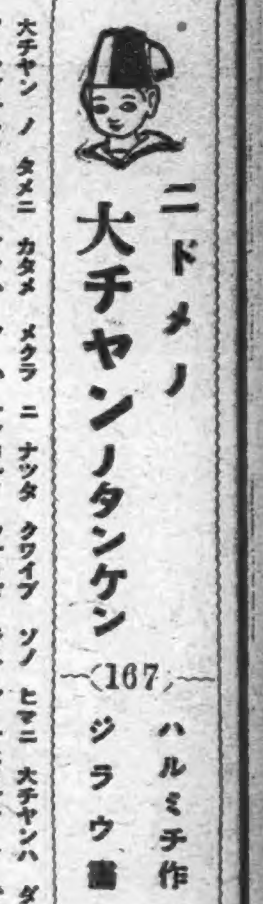 ニドメノ
大チヤンノタンケン
(167)
ハルミチ作
ジラウ畫
大チヤン ノ タメニ カタメ メクラ ニ ナツタ クワイブ ソノ ヒマニ 大チヤンハ ダ